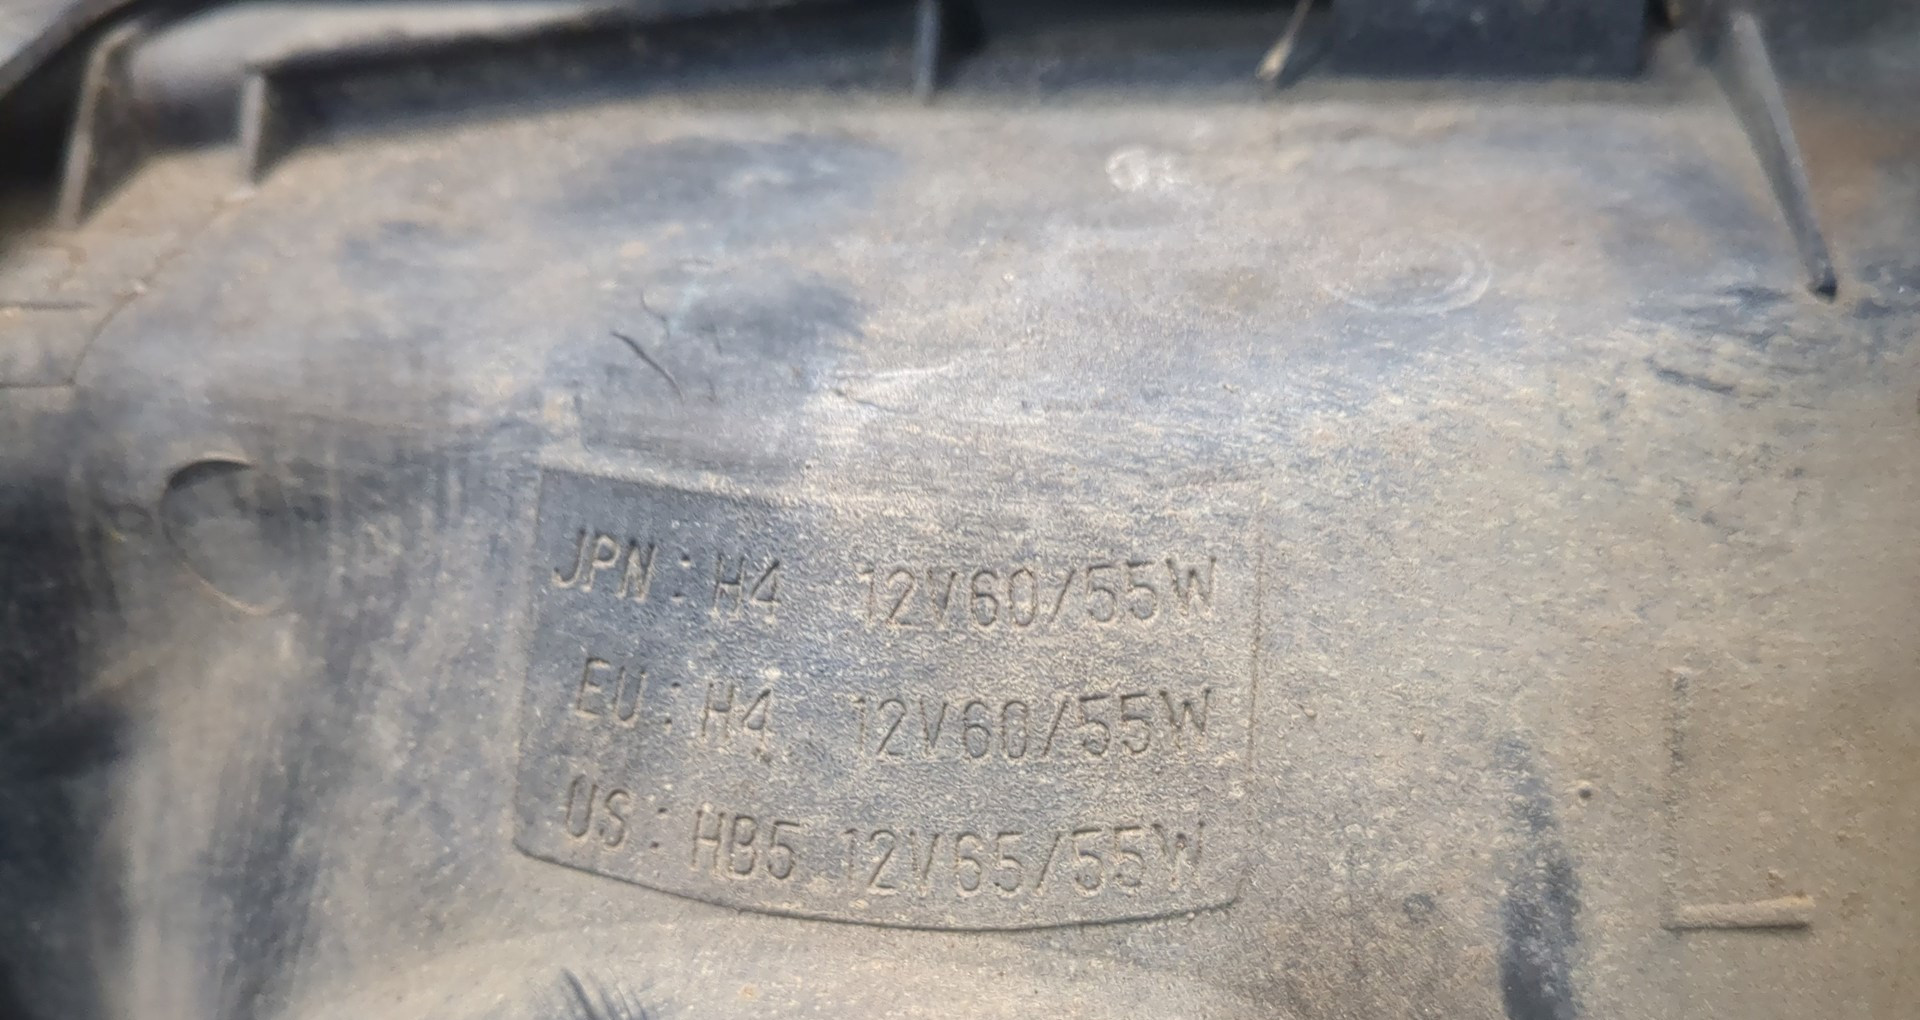 JPN : H4 12V60/55W
EU : H4 12V60/55W
US : HB5 12V65/55W
L